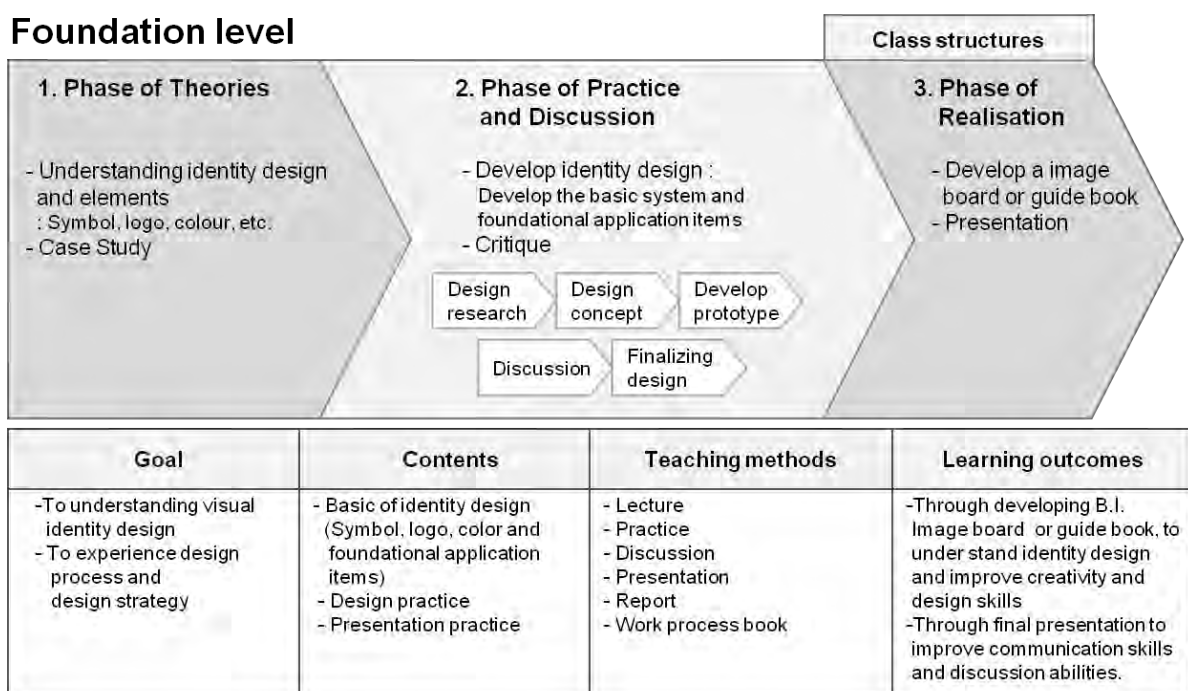 Foundation level
Class structures
1. Phase of Theories
- Understanding identity design
and elements
: Symbol, logo, colour, etc:
- Case Study
2. Phase of Practice
and Discussion
- Develop identity design :
Develop the basic system and
foundational application items
- Critique
Design
research
Design
concept
Develop
prototype
Discussion
Finalizing
design
3. Phase of
Realisation
- Develop a image
board or guide book
- Presentation
Goal
-To understanding visual
identity design
- To experience design
process and
design strategy
Contents
- Basic of identity design
(Symbol, logo, color and
foundational application
items)
- Design practice
- Presentation practice
Teaching methods
- Lecture
- Practice
- Discussion
- Presentation
- Report
- Work process book
Learning outcomes
-Through developing B.I.
Image board or guide book, to
under stand identity design
and improve creativity and
design skills
-Through final presentation to
improve communication skills
and discussion abilities.